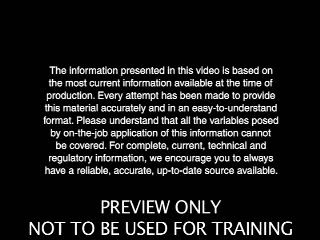 The information presented in this video is based on
the most current information available at the time of
production. Every attempt has been made to provide
this material accurately and in an easy-to-understand
format. Please understand that all the variables posed
by on-the-job application of this information cannot
be covered. For complete, current, technical and
regulatory information, we encourage you to always
have a reliable, accurate, up-to-date source available.
PREVIEW ONLY
NOT TO BE USED FOR TRAINING